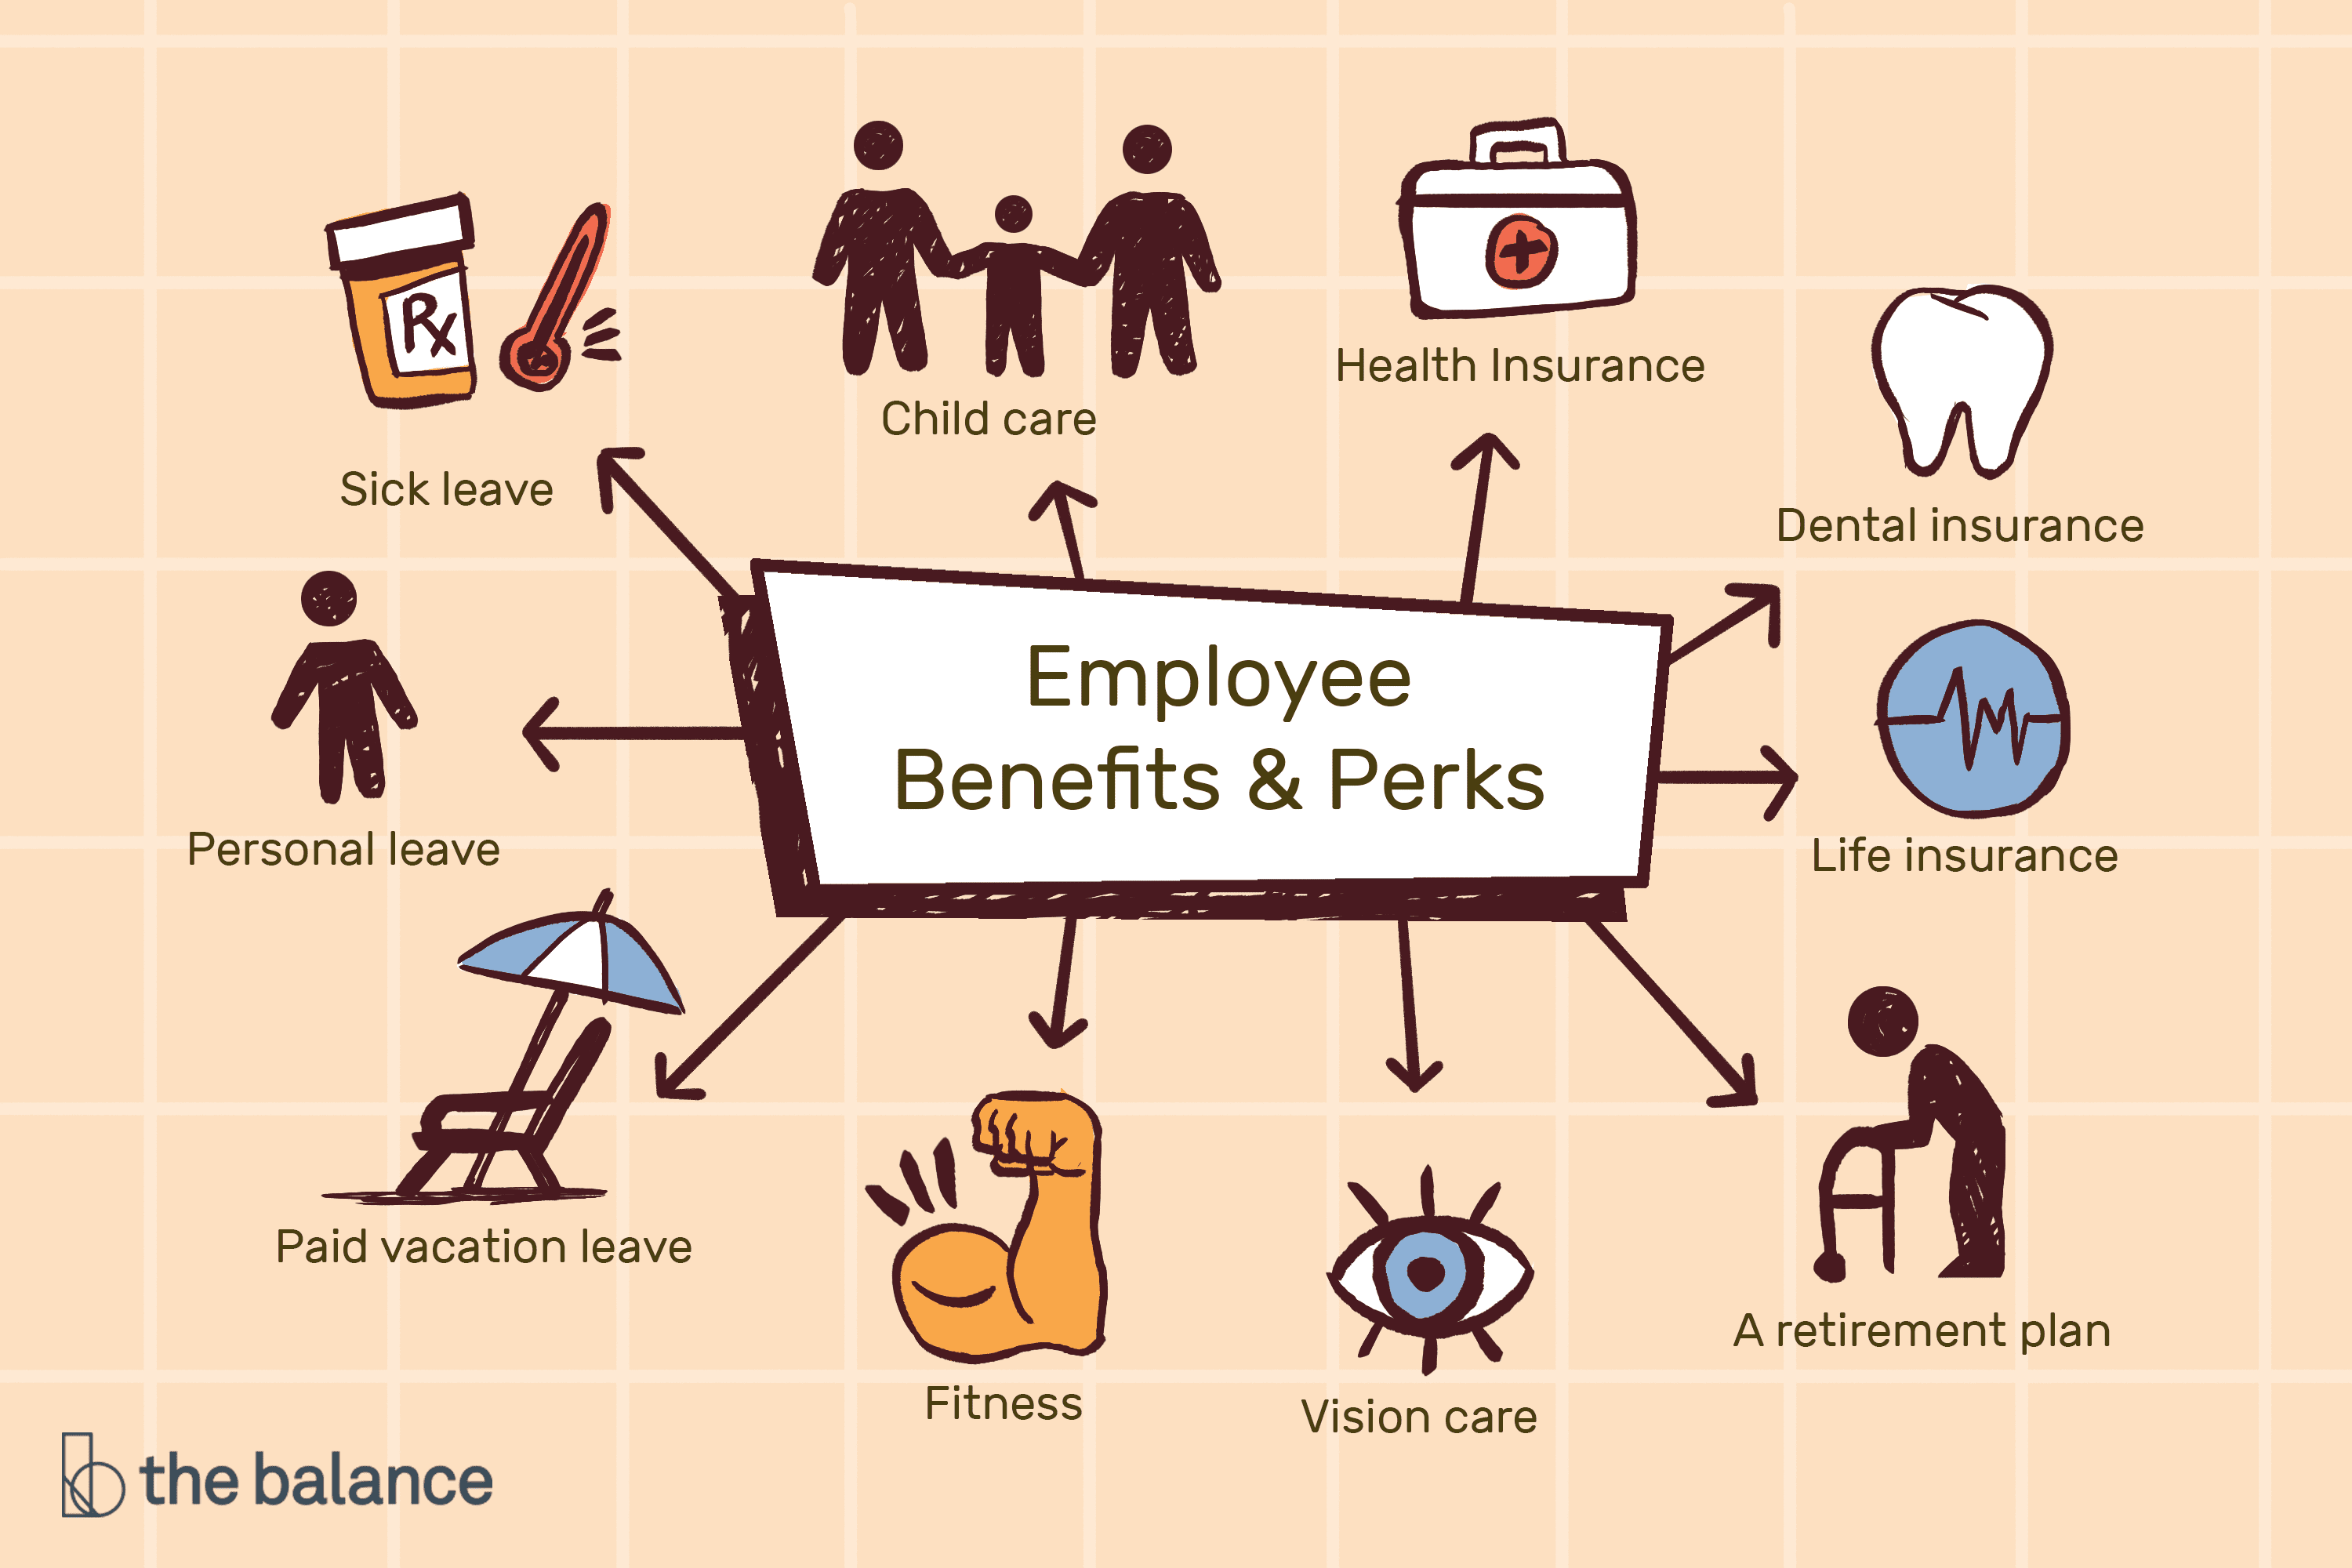 Child care
Health Insurance
Sick leave
Dental insurance
Employee
Benefits & Perks
Personal leave
Life insurance
Paid vacation leave
A retirement plan
Fitness
Vision care
Rx
the balance